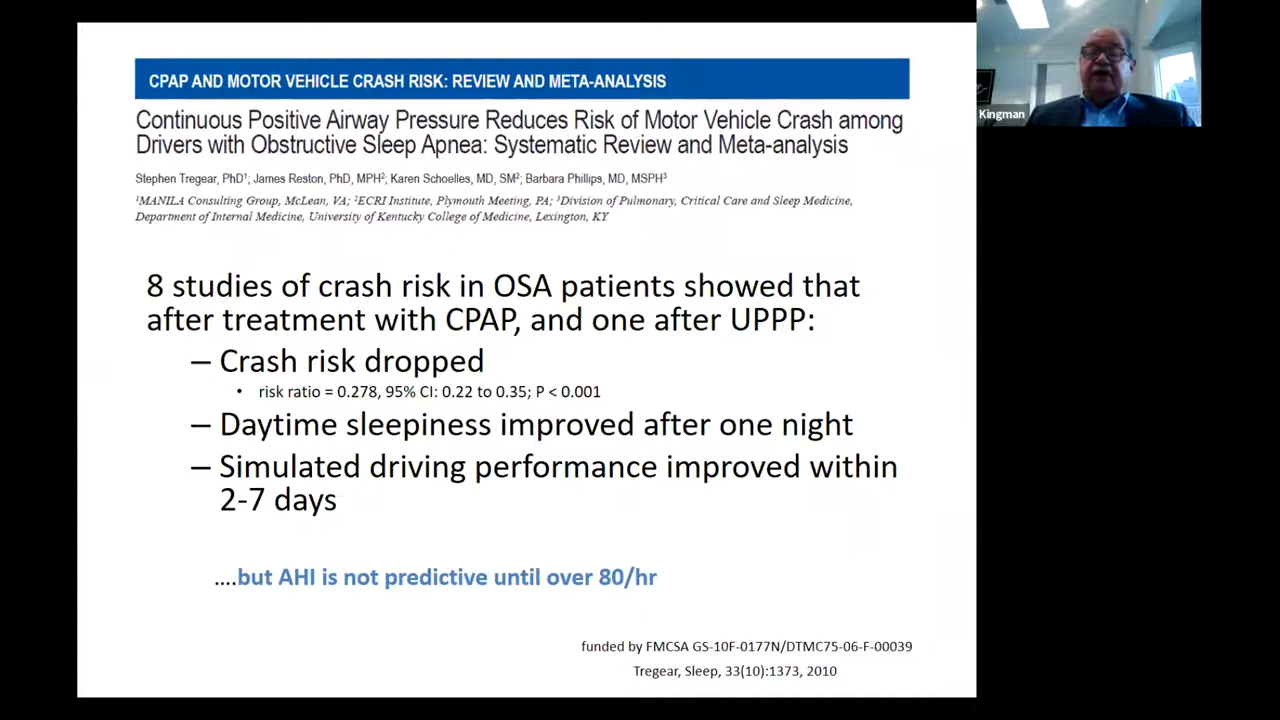 CPAP AND MOTOR VEHICLE CRASH RISK: REVIEW AND META-ANALYSIS
Continuous Positive Airway Pressure Reduces Risk of Motor Vehicle Crash among
Drivers with Obstructive Sleep Apnea: Systematic Review and Meta-analysis
Stephen Tregear, PhD¹; James Reston, PhD, MPH²; Karen Schoelles, MD, SM²; Barbara Phillips, MD, MSPH³
¹MANILA Consulting Group, McLean, VA; ²ECRI Institute, Plymouth Meeting, PA; ³Division of Pulmonary, Critical Care and Sleep Medicine,
Department of Internal Medicine, University of Kentucky College of Medicine, Lexington, KY
8 studies of crash risk in OSA patients showed that
after treatment with CPAP, and one after UPPP:
– Crash risk dropped
• risk ratio = 0.278, 95% CI: 0.22 to 0.35; P < 0.001
– Daytime sleepiness improved after one night
– Simulated driving performance improved within
2-7 days
....but AHI is not predictive until over 80/hr
funded by FMCSA GS-10F-0177N/DTMC75-06-F-00039
Tregear, Sleep, 33(10):1373, 2010
Kingman